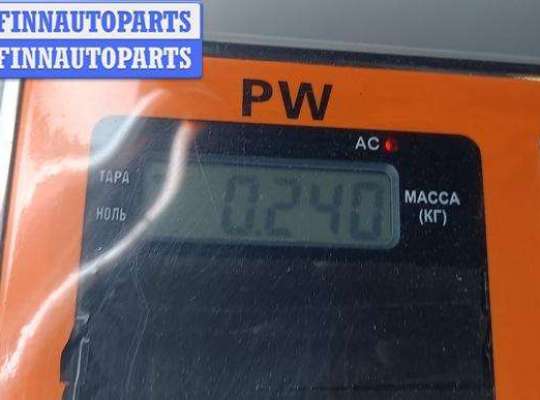 FINNAUTOPARTS
FINNAUTOPARTS
PW
AC
ТАРА
НОЛЬ
0.240
МАССА
(КГ)